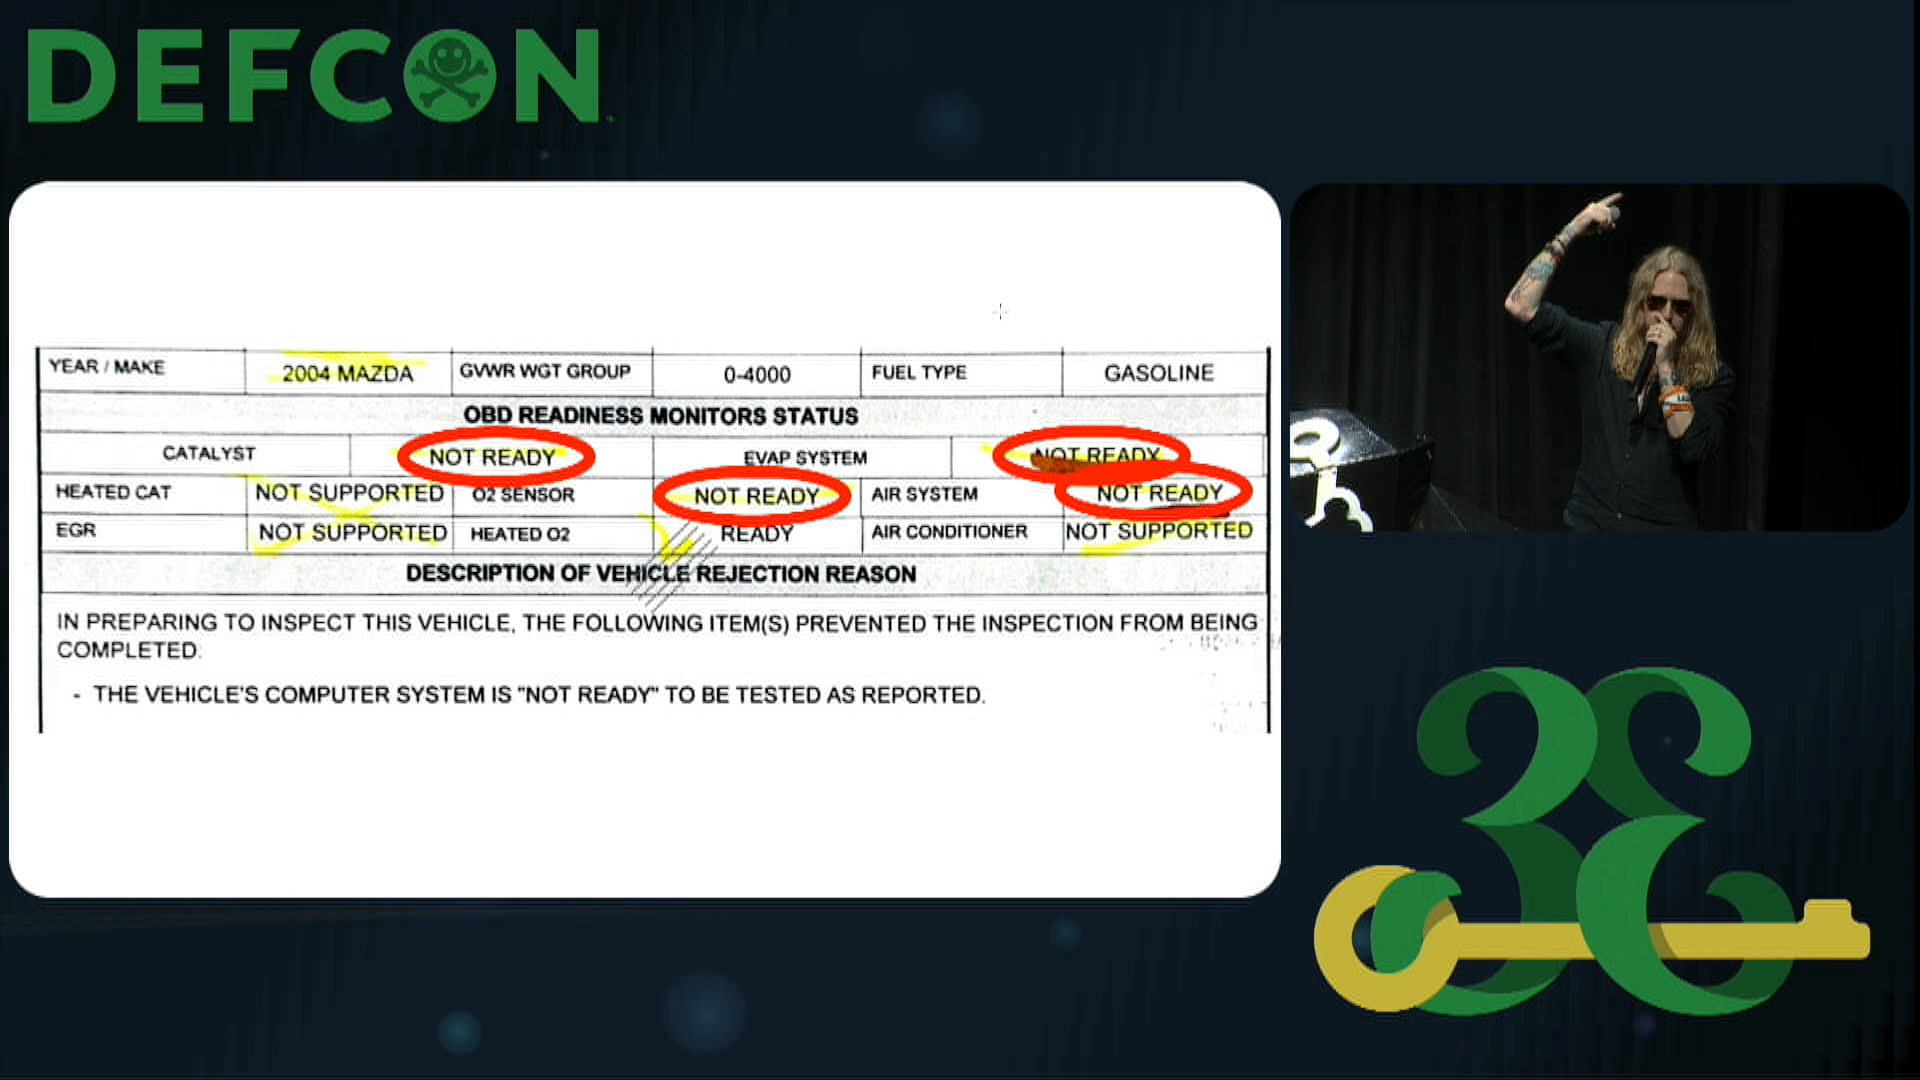 DEFCON
YEAR / MAKE 2004 MAZDA GVWR WGT GROUP 0-4000 FUEL TYPE GASOLINE
OBD READINESS MONITORS STATUS
CATALYST NOT READY EVAP SYSTEM NOT READY
HEATED CAT NOT SUPPORTED O2 SENSOR NOT READY AIR SYSTEM NOT READY
EGR NOT SUPPORTED HEATED O2 READY AIR CONDITIONER NOT SUPPORTED
DESCRIPTION OF VEHICLE REJECTION REASON
IN PREPARING TO INSPECT THIS VEHICLE, THE FOLLOWING ITEM(S) PREVENTED THE INSPECTION FROM BEING
COMPLETED:
- THE VEHICLE'S COMPUTER SYSTEM IS "NOT READY" TO BE TESTED AS REPORTED.